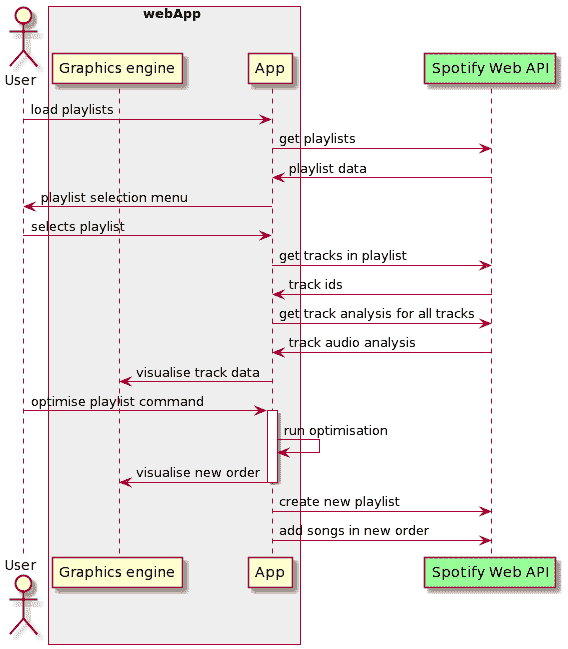 webApp
User
Graphics engine
App
Spotify Web API
load playlists
get playlists
playlist data
playlist selection menu
selects playlist
get tracks in playlist
track ids
get track analysis for all tracks
track audio analysis
visualise track data
optimise playlist command
run optimisation
visualise new order
create new playlist
add songs in new order
User
Graphics engine
App
Spotify Web API